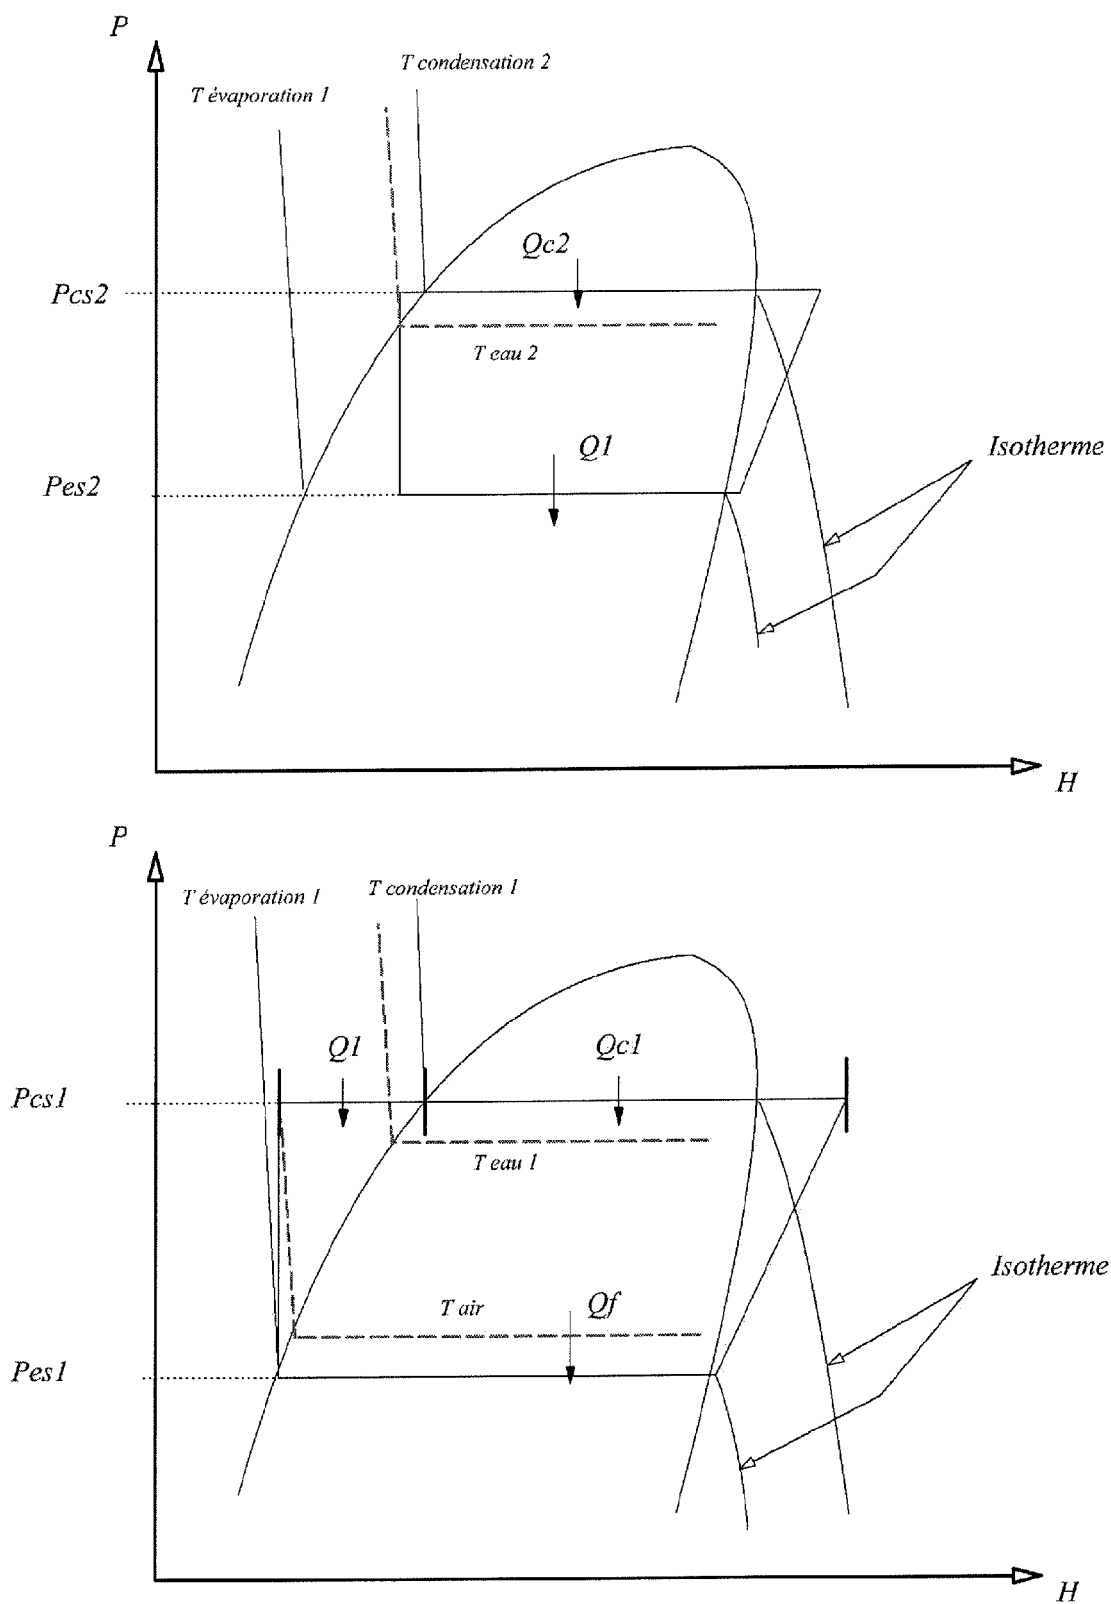 P
T condensation 2
T évaporation 1
Qc2
Pcs2
T eau 2
Q1
Isotherme
Pes2
H
P
T évaporation 1
T condensation 1
Q1
Qc1
Pcs1
T eau 1
Isotherme
T air
Qf
Pes1
H